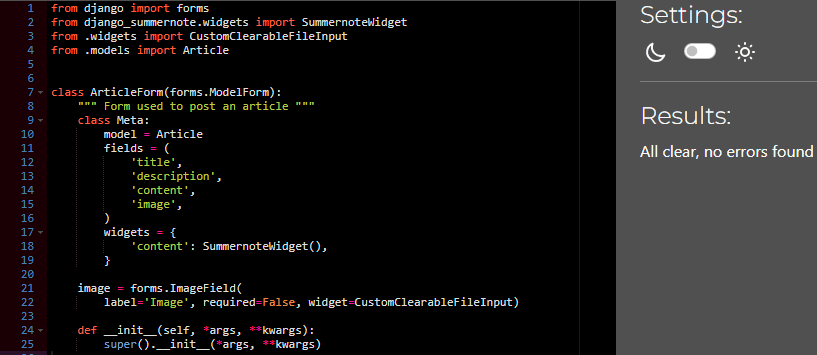 1 from django import forms
2 from django_summernote.widgets import SummernoteWidget
3 from .widgets import CustomClearableFileInput
4 from .models import Article
5
6
7 class ArticleForm(forms.ModelForm):
8     """ Form used to post an article """
9     class Meta:
10         model = Article
11         fields = (
12             'title',
13             'description',
14             'content',
15             'image',
16         )
17         widgets = {
18             'content': SummernoteWidget(),
19         }
20
21     image = forms.ImageField(
22         label='Image', required=False, widget=CustomClearableFileInput)
23
24     def __init__(self, *args, **kwargs):
25         super().__init__(*args, **kwargs)
Settings:
Results:
All clear, no errors found